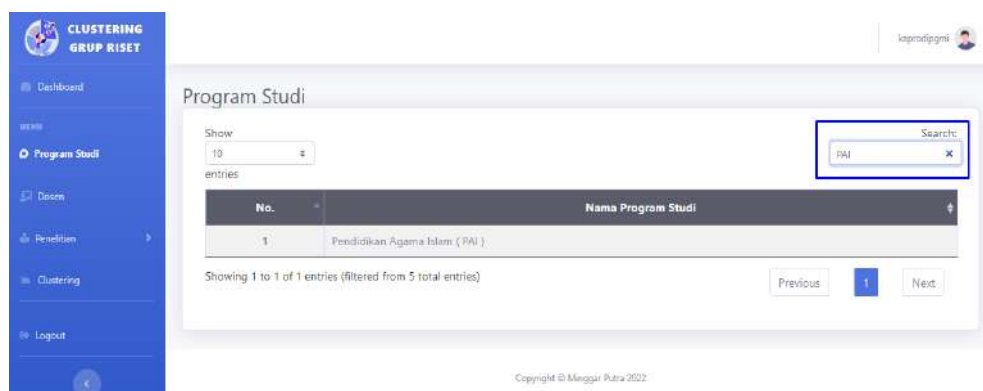 CLUSTERING
GRUP RISET
kaprodipgmi
Dashboard
MENU
Program Studi
Dosen
Penelitian
Clustering
Logout
Program Studi
Show
10
entries
Search:
PAI
No. Nama Program Studi
1 Pendidikan Agama Islam ( PAI )
Showing 1 to 1 of 1 entries (filtered from 5 total entries)
Previous 1 Next
Copyright © Minggar Putra 2022